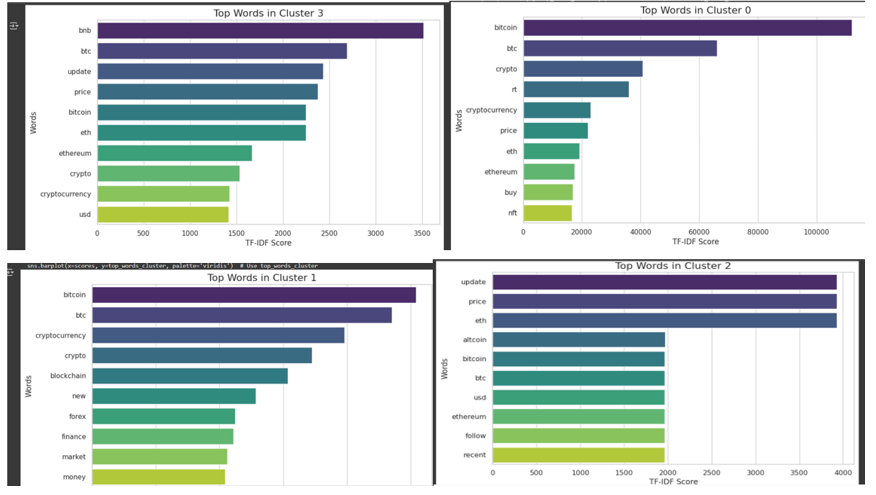 Top Words in Cluster 3
Words
bnb
btc
update
price
bitcoin
eth
ethereum
crypto
cryptocurrency
usd
0 500 1000 1500 2000 2500 3000 3500
TF-IDF Score
Top Words in Cluster 0
Words
bitcoin
btc
crypto
rt
cryptocurrency
price
eth
ethereum
buy
nft
0 20000 40000 60000 80000 100000
TF-IDF Score
sns.barplot(x=scores, y=top_words_cluster, palette='viridis') # Use top_words_cluster
Top Words in Cluster 1
Words
bitcoin
btc
cryptocurrency
crypto
blockchain
new
forex
finance
market
money
Top Words in Cluster 2
Words
update
price
eth
altcoin
bitcoin
btc
usd
ethereum
follow
recent
0 500 1000 1500 2000 2500 3000 3500 4000
TF-IDF Score